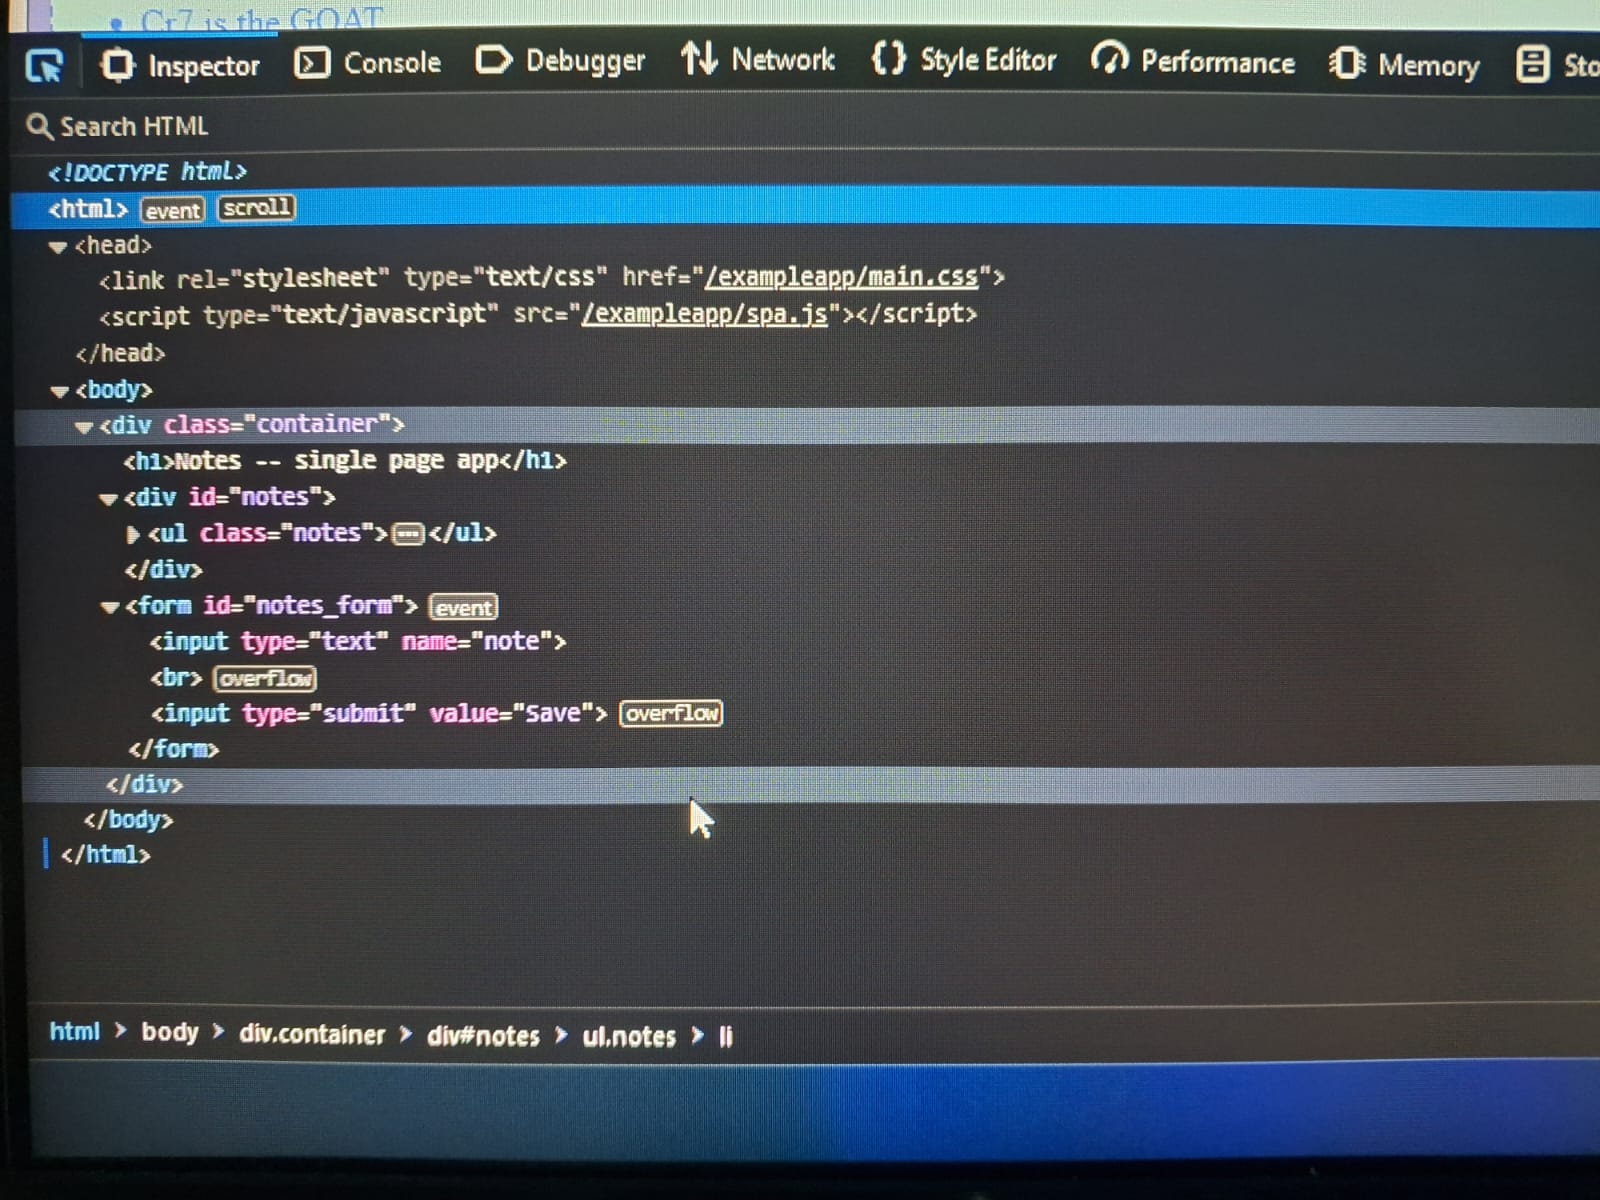 Cr7 is the GOAT
Inspector Console Debugger Network Style Editor Performance Memory
Search HTML
<!DOCTYPE html>
<html> event scroll
<head>
<link rel="stylesheet" type="text/css" href="/exampleapp/main.css">
<script type="text/javascript" src="/exampleapp/spa.js"></script>
</head>
<body>
<div class="container">
<h1>Notes -- single page app</h1>
<div id="notes">
<ul class="notes">⋯</ul>
</div>
<form id="notes_form"> event
<input type="text" name="note">
<br> overflow
<input type="submit" value="Save"> overflow
</form>
</div>
</body>
</html>
html > body > div.container > div#notes > ul.notes > li